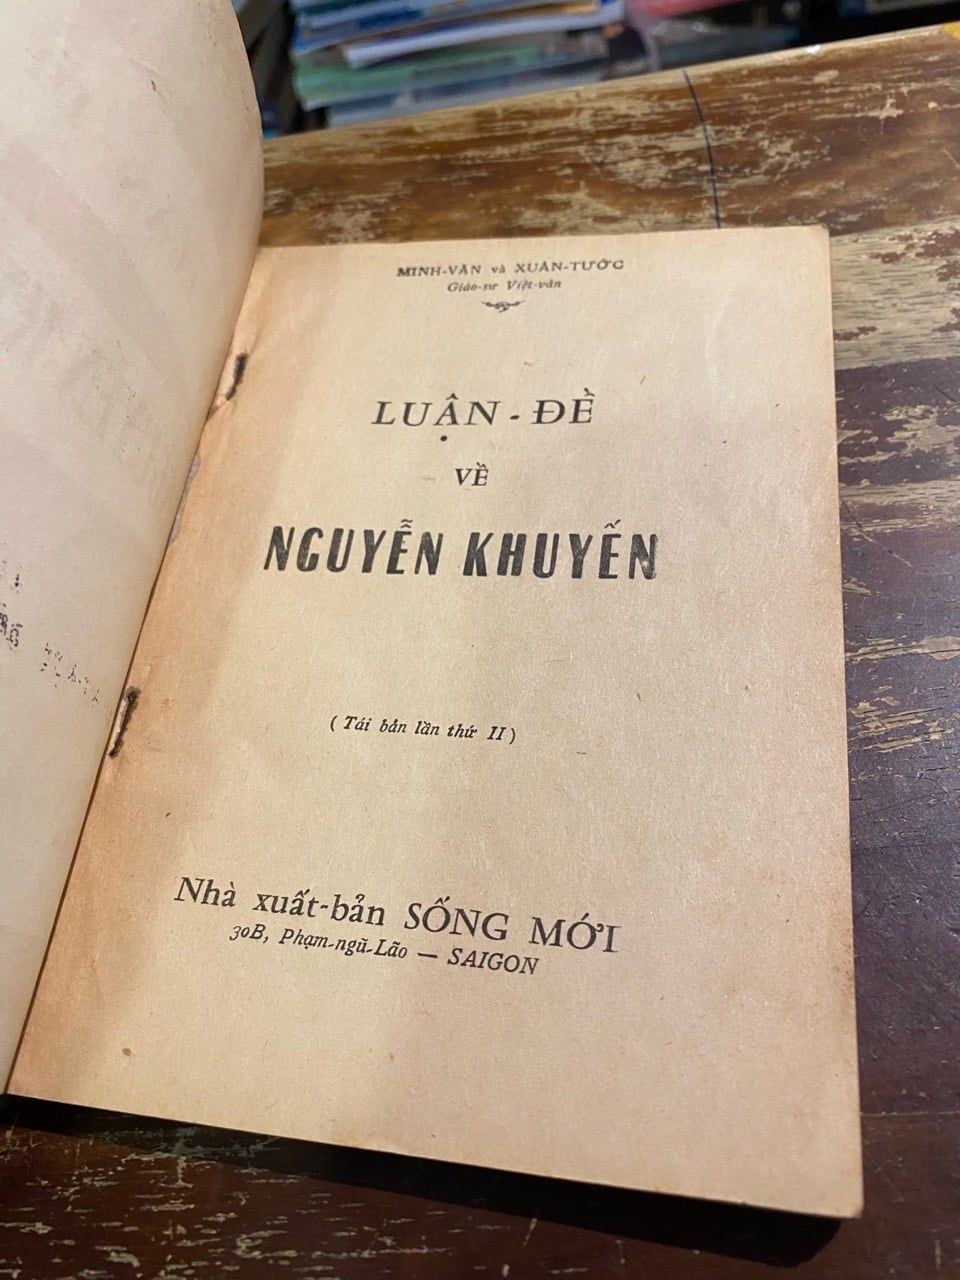 MINH-VĂN và XUÂN-TƯỚC
Giáo-sư Việt-văn
LUẬN - ĐỀ
VỀ
NGUYỄN KHUYẾN
( Tái bản lần thứ II )
Nhà xuất-bản SỐNG MỚI
30B, Phạm-ngũ-Lão — SAIGON